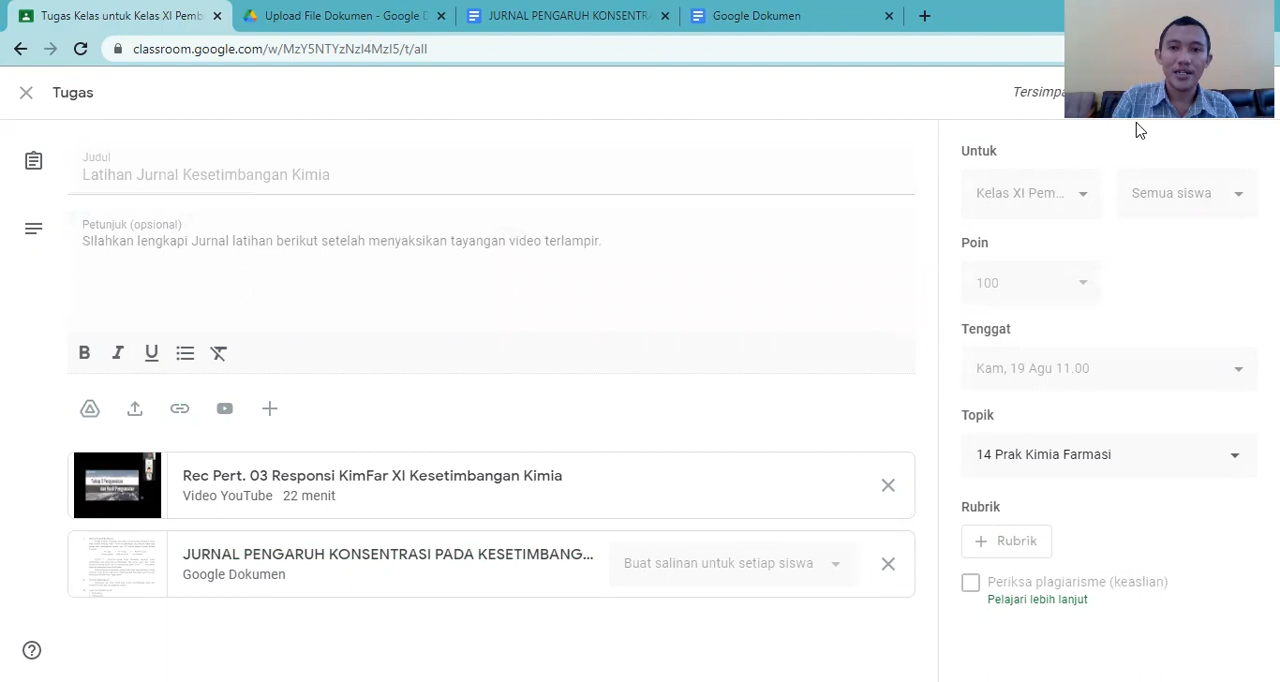 Tugas Kelas untuk Kelas XI Pemb
Upload File Dokumen - Google D
JURNAL PENGARUH KONSENTRA
Google Dokumen
classroom.google.com/w/MzY5NTYzNzI4MzI5/t/all
Tugas
Tersimpa
Judul
Latihan Jurnal Kesetimbangan Kimia
Petunjuk (opsional)
SIlahkan lengkapi Jurnal latihan berikut setelah menyaksikan tayangan video terlampir.
B I U
Rec Pert. 03 Responsi KimFar XI Kesetimbangan Kimia
Video YouTube 22 menit
JURNAL PENGARUH KONSENTRASI PADA KESETIMBANG...
Google Dokumen
Buat salinan untuk setiap siswa
Untuk
Kelas XI Pem...
Semua siswa
Poin
100
Tenggat
Kam, 19 Agu 11.00
Topik
14 Prak Kimia Farmasi
Rubrik
Rubrik
Periksa plagiarisme (keaslian)
Pelajari lebih lanjut